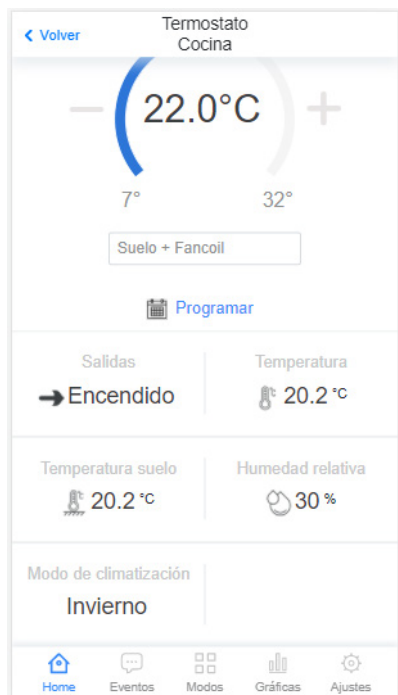 Volver
Termostato
Cocina
22.0°C
7°
32°
Suelo + Fancoil
Programar
Salidas
Encendido
Temperatura
20.2 °C
Temperatura suelo
20.2 °C
Humedad relativa
30 %
Modo de climatización
Invierno
Home
Eventos
Modos
Gráficas
Ajustes